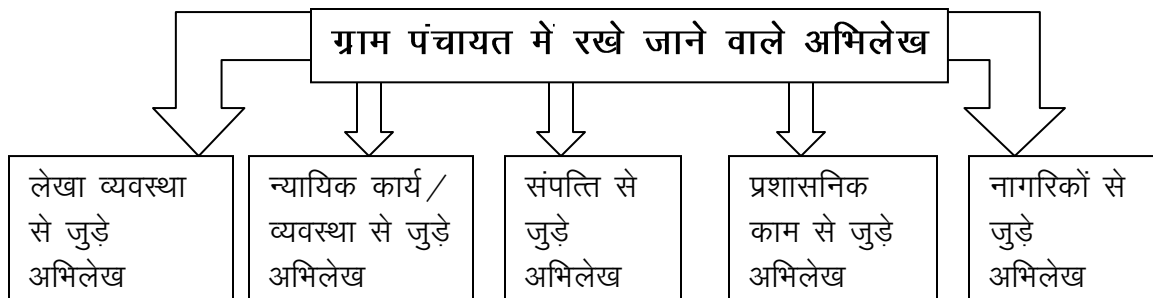 ग्राम पंचायत में रखे जाने वाले अभिलेख
लेखा व्यवस्था
से जुड़े
अभिलेख
न्यायिक कार्य/
व्यवस्था से जुड़े
अभिलेख
संपत्ति से
जुड़े
अभिलेख
प्रशासनिक
काम से जुड़े
अभिलेख
नागरिकों से
जुड़े
अभिलेख